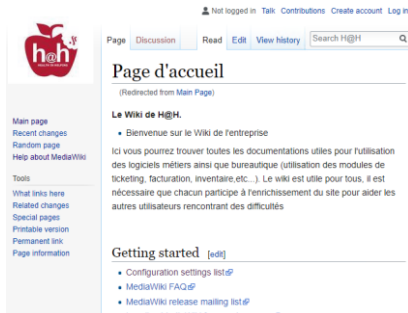 Not logged in Talk Contributions Create account Log in
h@h
Page Discussion Read Edit View history Search H@H
Page d'accueil
(Redirected from Main Page)
Le Wiki de H@H.
Bienvenue sur le Wiki de l'entreprise
Ici vous pourrez trouver toutes les documentations utiles pour l'utilisation
des logiciels métiers ainsi que bureautique (utilisation des modules de
ticketing, facturation, inventaire,etc...). Le wiki est utile pour tous, il est
nécessaire que chacun participe à l'enrichissement du site pour aider les
autres utilisateurs rencontrant des difficultés
Main page
Recent changes
Random page
Help about MediaWiki
Tools
What links here
Related changes
Special pages
Printable version
Permanent link
Page information
Getting started [edit]
Configuration settings list
MediaWiki FAQ
MediaWiki release mailing list